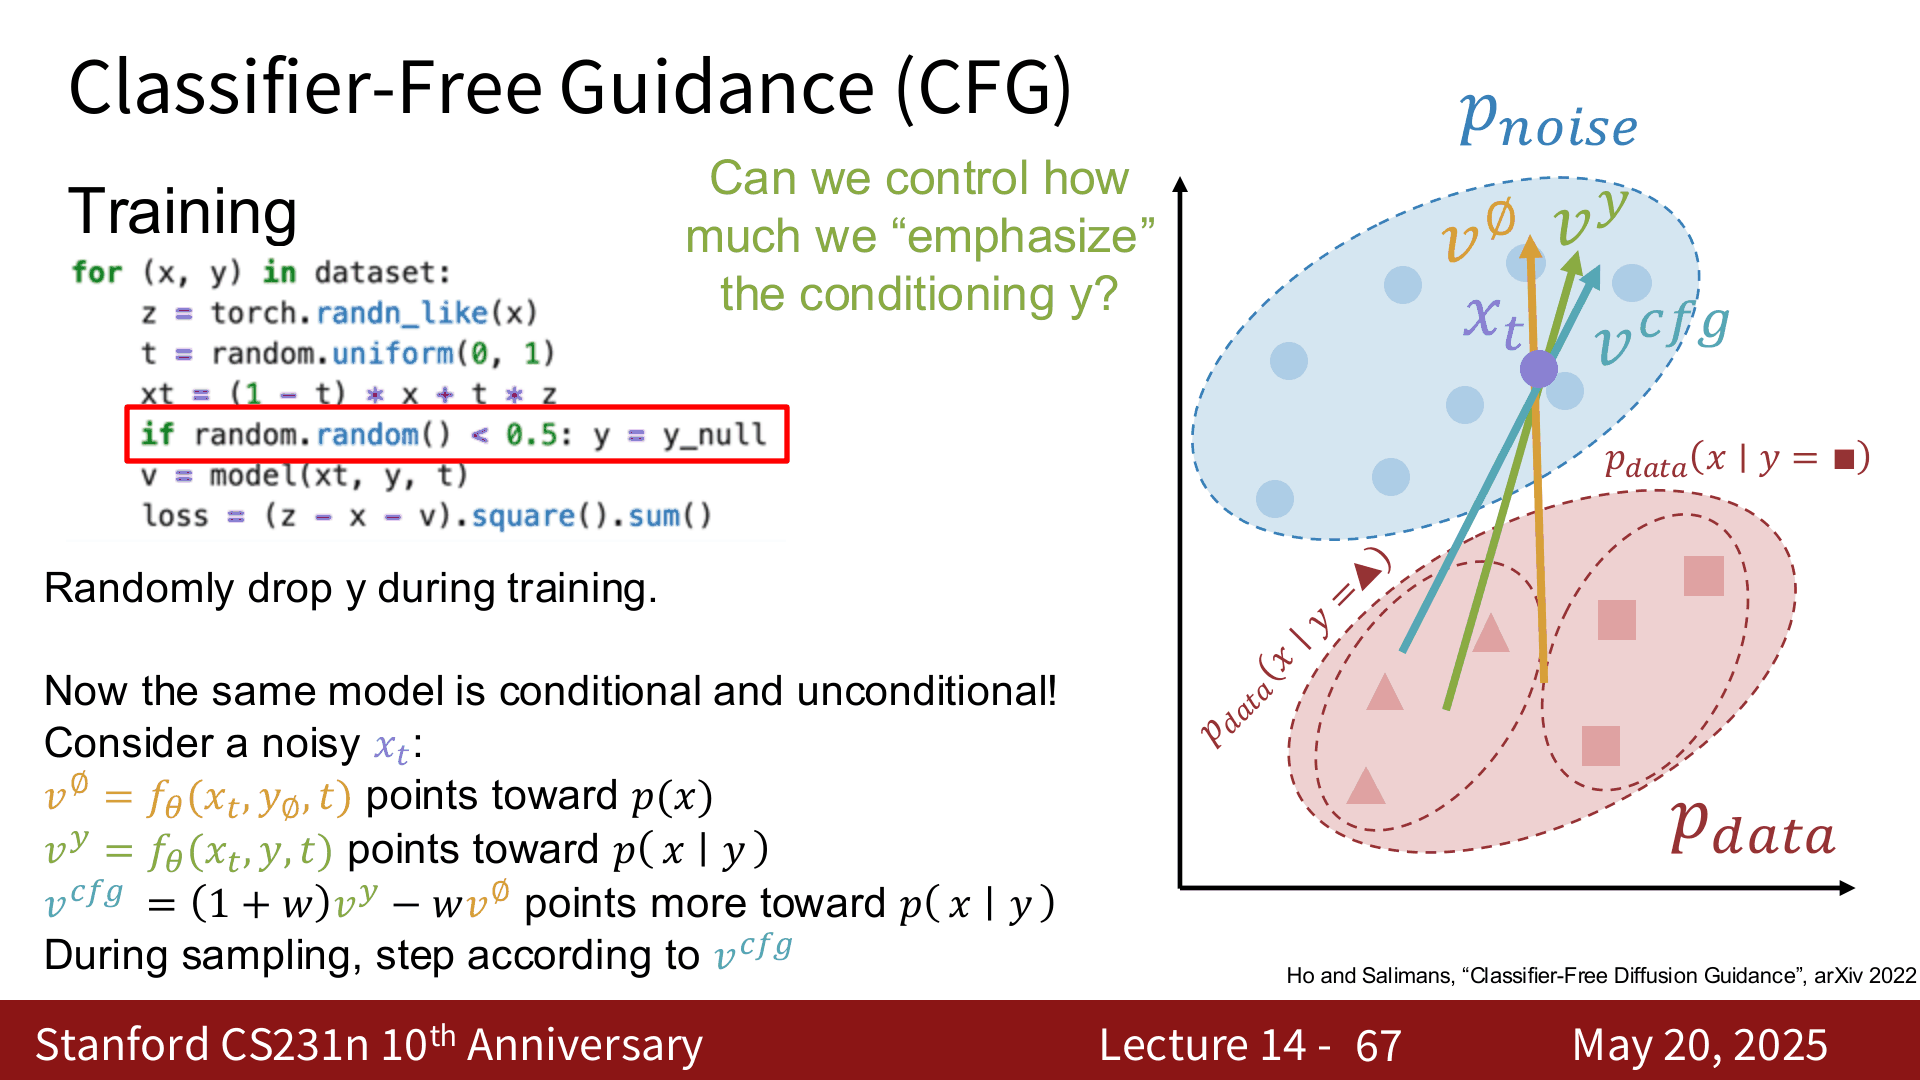 Classifier-Free Guidance (CFG)
Training
for (x, y) in dataset:
    z = torch.randn_like(x)
    t = random.uniform(0, 1)
    xt = (1 - t) * x + t * z
    if random.random() < 0.5: y = y_null
    v = model(xt, y, t)
    loss = (z - x - v).square().sum()
Can we control how
much we “emphasize”
the conditioning y?
Randomly drop y during training.
Now the same model is conditional and unconditional!
Consider a noisy x_t:
v^∅ = f_θ(x_t, y_∅, t) points toward p(x)
v^y = f_θ(x_t, y, t) points toward p( x | y )
v^cfg = (1 + w)v^y − wv^∅ points more toward p( x | y )
During sampling, step according to v^cfg
p_noise
v^∅
v^y
x_t
v^cfg
p_data(x | y = ■)
p_data(x | y =▲)
p_data
Ho and Salimans, “Classifier-Free Diffusion Guidance”, arXiv 2022
Stanford CS231n 10th Anniversary
Lecture 14 - 67
May 20, 2025